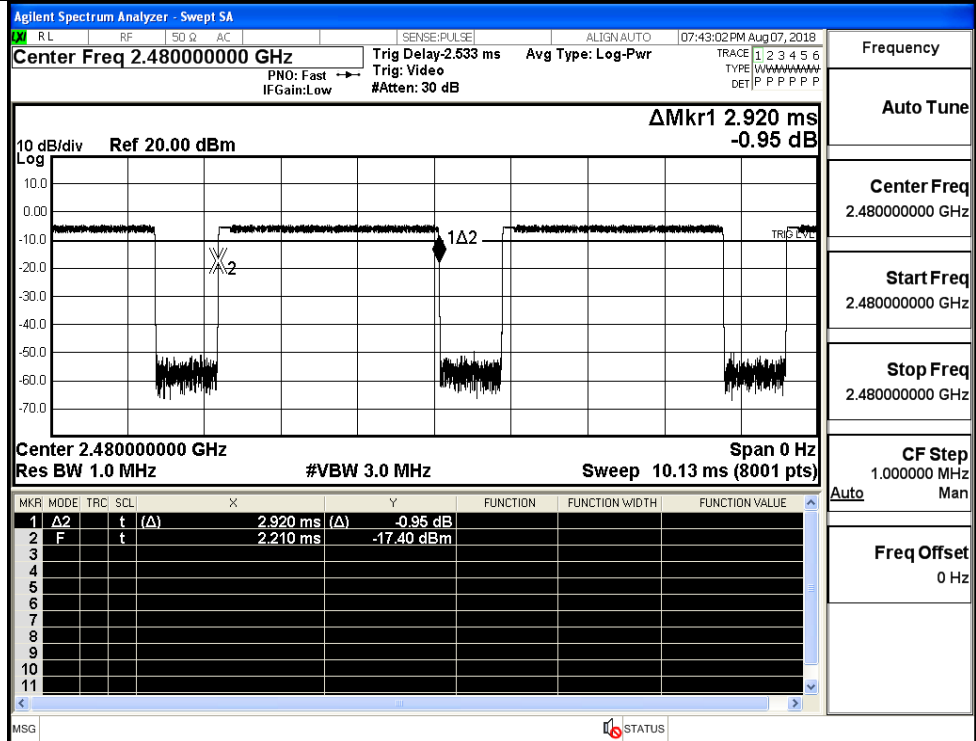 Agilent Spectrum Analyzer - Swept SA
LXI RL RF 50 Ω AC SENSE:PULSE ALIGN AUTO 07:43:02 PM Aug 07, 2018
Center Freq 2.480000000 GHz Trig Delay-2.533 ms Avg Type: Log-Pwr TRACE 1 2 3 4 5 6
PNO: Fast Trig: Video TYPE WWWWWW
IFGain:Low #Atten: 30 dB DET P P P P P P
ΔMkr1 2.920 ms
10 dB/div Ref 20.00 dBm -0.95 dB
Log
10.0
0.00
-10.0
-20.0
-30.0
-40.0
-50.0
-60.0
-70.0
1Δ2
TRIG LVL
2
Center 2.480000000 GHz Span 0 Hz
Res BW 1.0 MHz #VBW 3.0 MHz Sweep 10.13 ms (8001 pts)
MKR MODE TRC SCL X Y FUNCTION FUNCTION WIDTH FUNCTION VALUE
1 Δ2 t (Δ) 2.920 ms (Δ) -0.95 dB
2 F t 2.210 ms -17.40 dBm
3
4
5
6
7
8
9
10
11
MSG STATUS
Frequency
Auto Tune
Center Freq
2.480000000 GHz
Start Freq
2.480000000 GHz
Stop Freq
2.480000000 GHz
CF Step
1.000000 MHz
Auto Man
Freq Offset
0 Hz